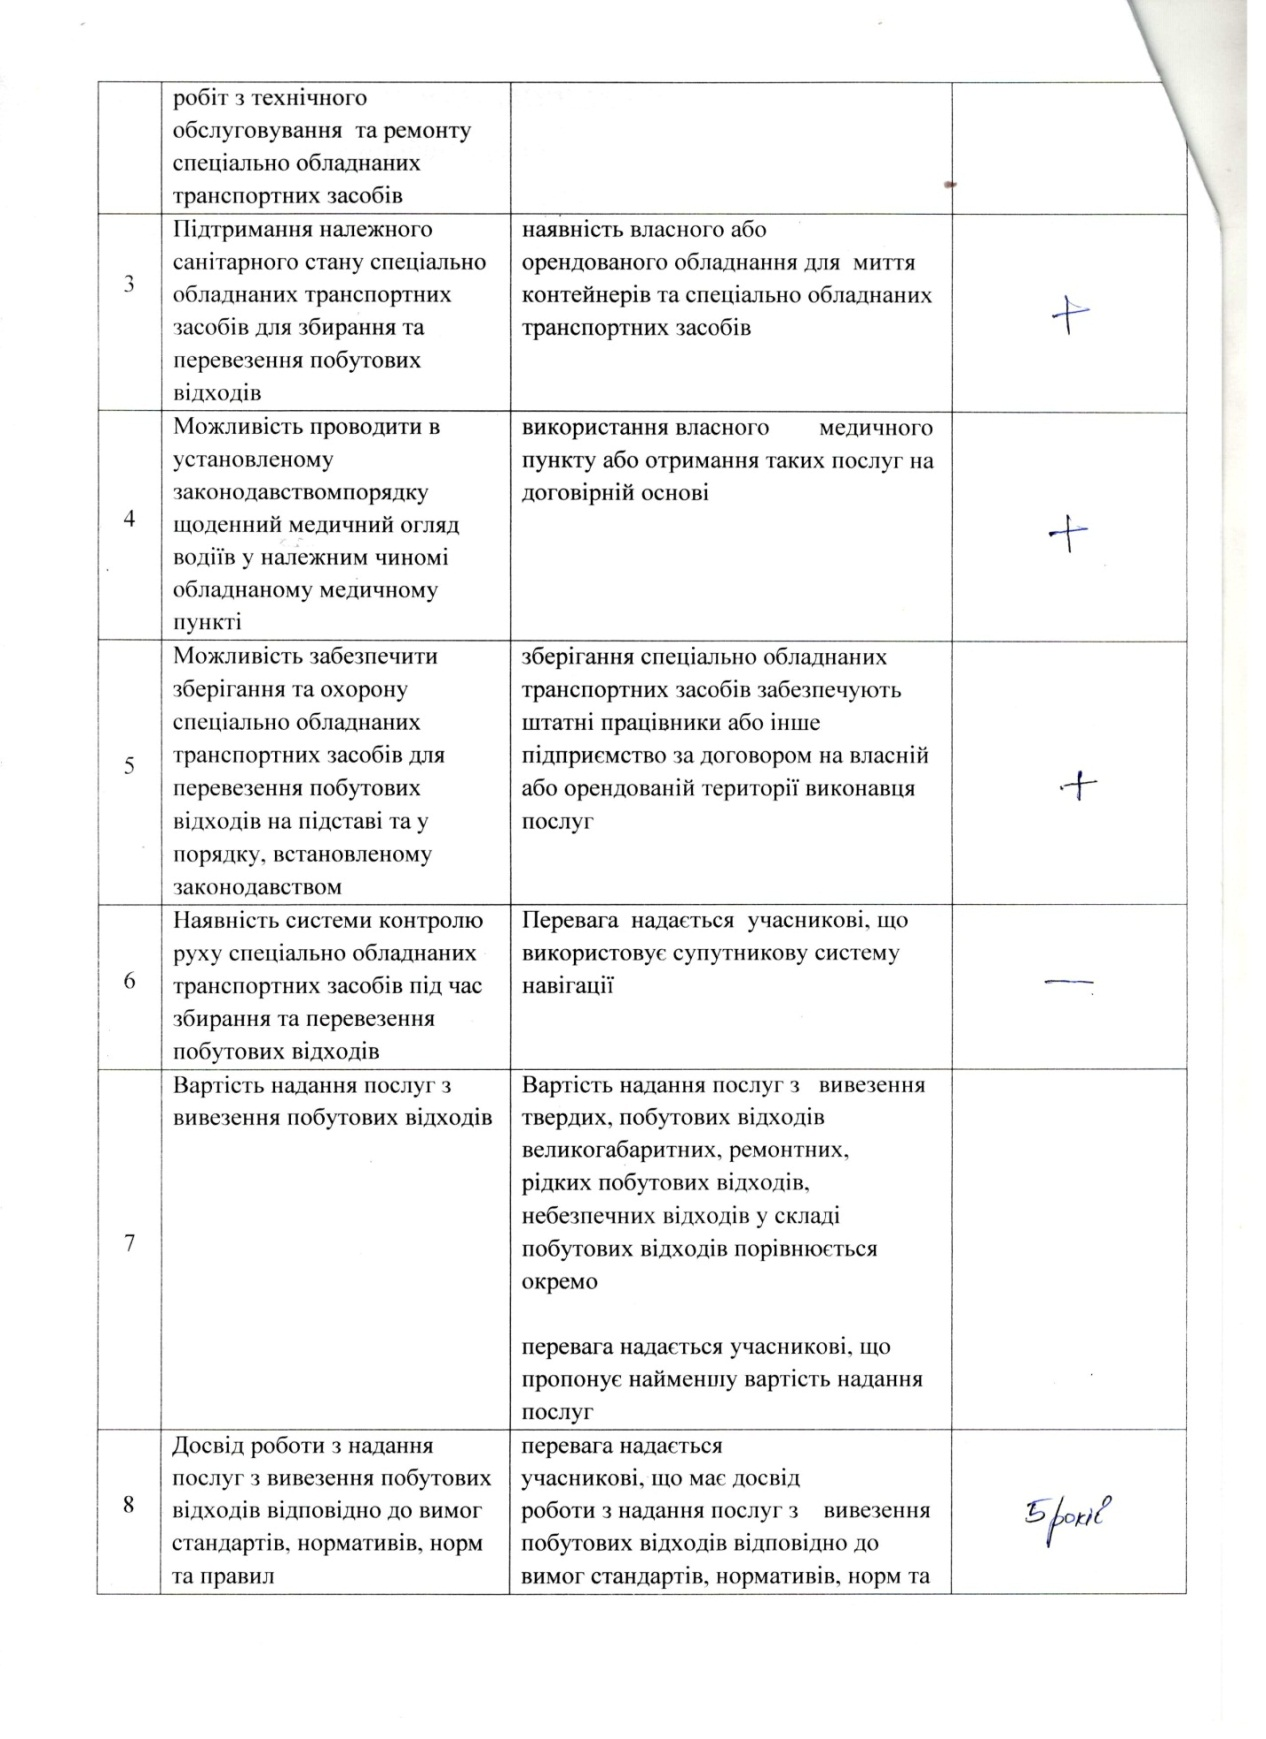 робіт з технічного
обслуговування та ремонту
спеціально обладнаних
транспортних засобів
3
Підтримання належного
санітарного стану спеціально
обладнаних транспортних
засобів для збирання та
перевезення побутових
відходів
наявність власного або
орендованого обладнання для миття
контейнерів та спеціально обладнаних
транспортних засобів
+
4
Можливість проводити в
установленому
законодавствомпорядку
щоденний медичний огляд
водіїв у належним чиномі
обладнаному медичному
пункті
використання власного медичного
пункту або отримання таких послуг на
договірній основі
+
5
Можливість забезпечити
зберігання та охорону
спеціально обладнаних
транспортних засобів для
перевезення побутових
відходів на підставі та у
порядку, встановленому
законодавством
зберігання спеціально обладнаних
транспортних засобів забезпечують
штатні працівники або інше
підприємство за договором на власній
або орендованій території виконавця
послуг
+
6
Наявність системи контролю
руху спеціально обладнаних
транспортних засобів під час
збирання та перевезення
побутових відходів
Перевага надається учасникові, що
використовує супутникову систему
навігації
—
7
Вартість надання послуг з
вивезення побутових відходів
Вартість надання послуг з вивезення
твердих, побутових відходів
великогабаритних, ремонтних,
рідких побутових відходів,
небезпечних відходів у складі
побутових відходів порівнюється
окремо
перевага надається учасникові, що
пропонує найменшу вартість надання
послуг
8
Досвід роботи з надання
послуг з вивезення побутових
відходів відповідно до вимог
стандартів, нормативів, норм
та правил
перевага надається
учасникові, що має досвід
роботи з надання послуг з вивезення
побутових відходів відповідно до
вимог стандартів, нормативів, норм та
5 років